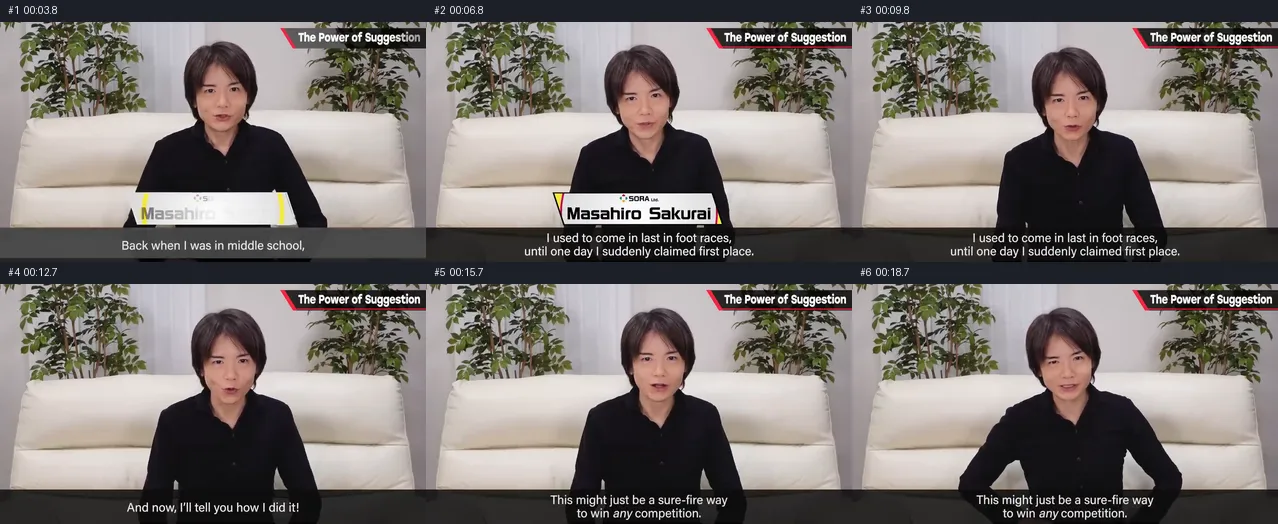 #1 00:03.8
The Power of Suggestion
Masahiro
Back when I was in middle school,
#2 00:06.8
The Power of Suggestion
SORA Ltd.
Masahiro Sakurai
I used to come in last in foot races,
until one day I suddenly claimed first place.
#3 00:09.8
The Power of Suggestion
I used to come in last in foot races,
until one day I suddenly claimed first place.
#4 00:12.7
The Power of Suggestion
And now, I'll tell you how I did it!
#5 00:15.7
The Power of Suggestion
This might just be a sure-fire way
to win any competition.
#6 00:18.7
The Power of Suggestion
This might just be a sure-fire way
to win any competition.